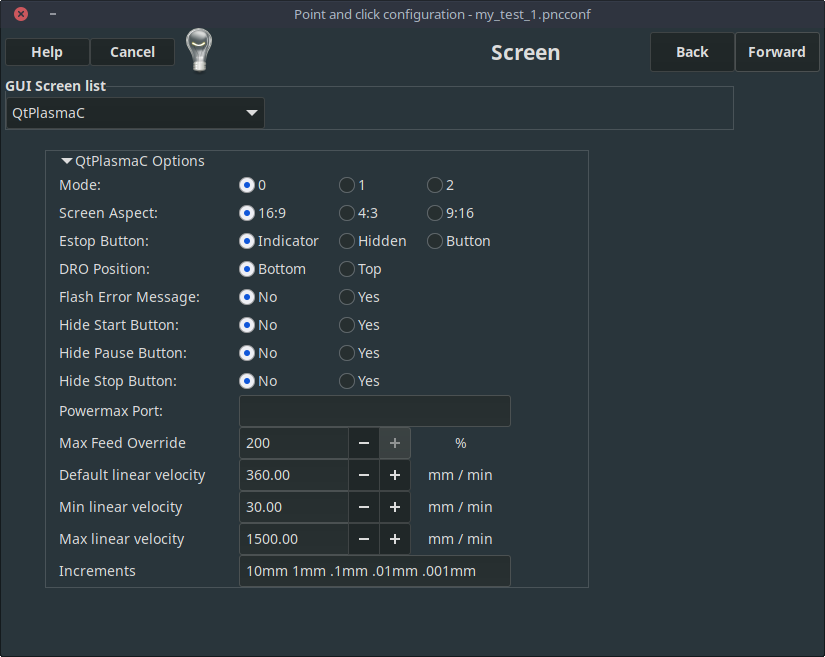 Point and click configuration - my_test_1.pncconf
Help Cancel Screen Back Forward
GUI Screen list
QtPlasmaC
QtPlasmaC Options
Mode: 0 1 2
Screen Aspect: 16:9 4:3 9:16
Estop Button: Indicator Hidden Button
DRO Position: Bottom Top
Flash Error Message: No Yes
Hide Start Button: No Yes
Hide Pause Button: No Yes
Hide Stop Button: No Yes
Powermax Port:
Max Feed Override 200 − + %
Default linear velocity 360.00 − + mm / min
Min linear velocity 30.00 − + mm / min
Max linear velocity 1500.00 − + mm / min
Increments 10mm 1mm .1mm .01mm .001mm